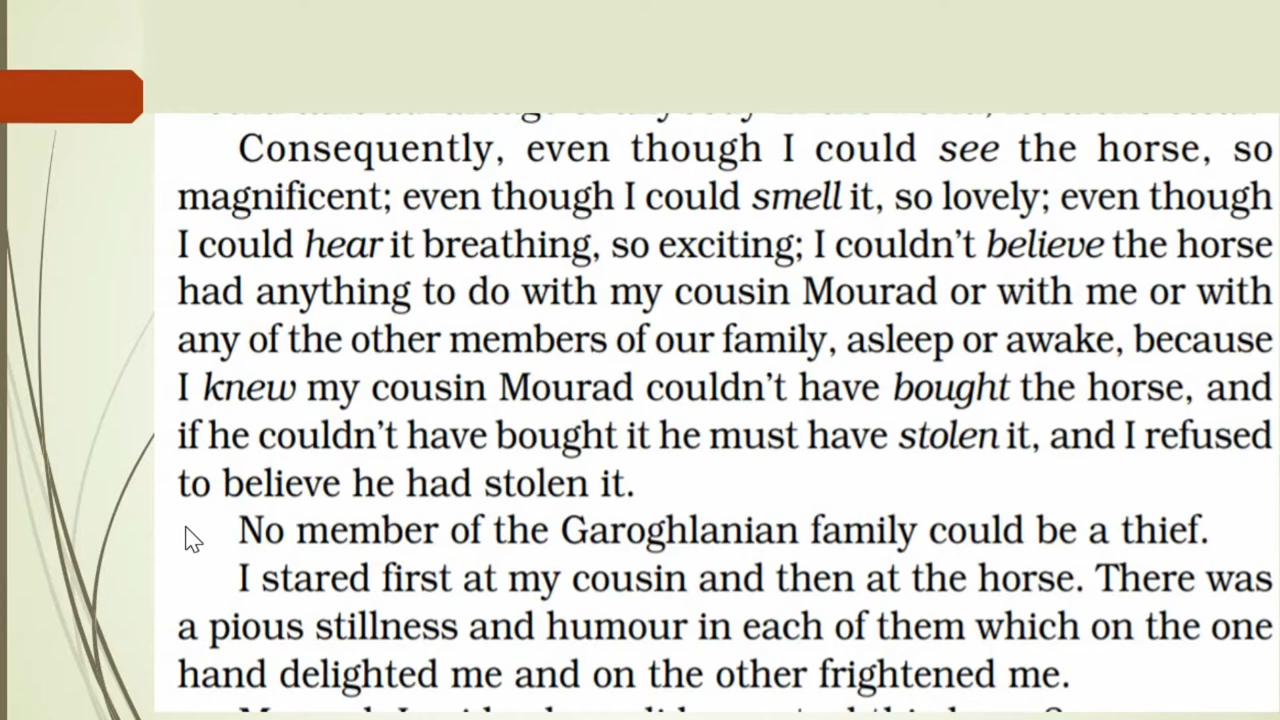 Consequently, even though I could see the horse, so
magnificent; even though I could smell it, so lovely; even though
I could hear it breathing, so exciting; I couldn't believe the horse
had anything to do with my cousin Mourad or with me or with
any of the other members of our family, asleep or awake, because
I knew my cousin Mourad couldn't have bought the horse, and
if he couldn't have bought it he must have stolen it, and I refused
to believe he had stolen it.
No member of the Garoghlanian family could be a thief.
I stared first at my cousin and then at the horse. There was
a pious stillness and humour in each of them which on the one
hand delighted me and on the other frightened me.